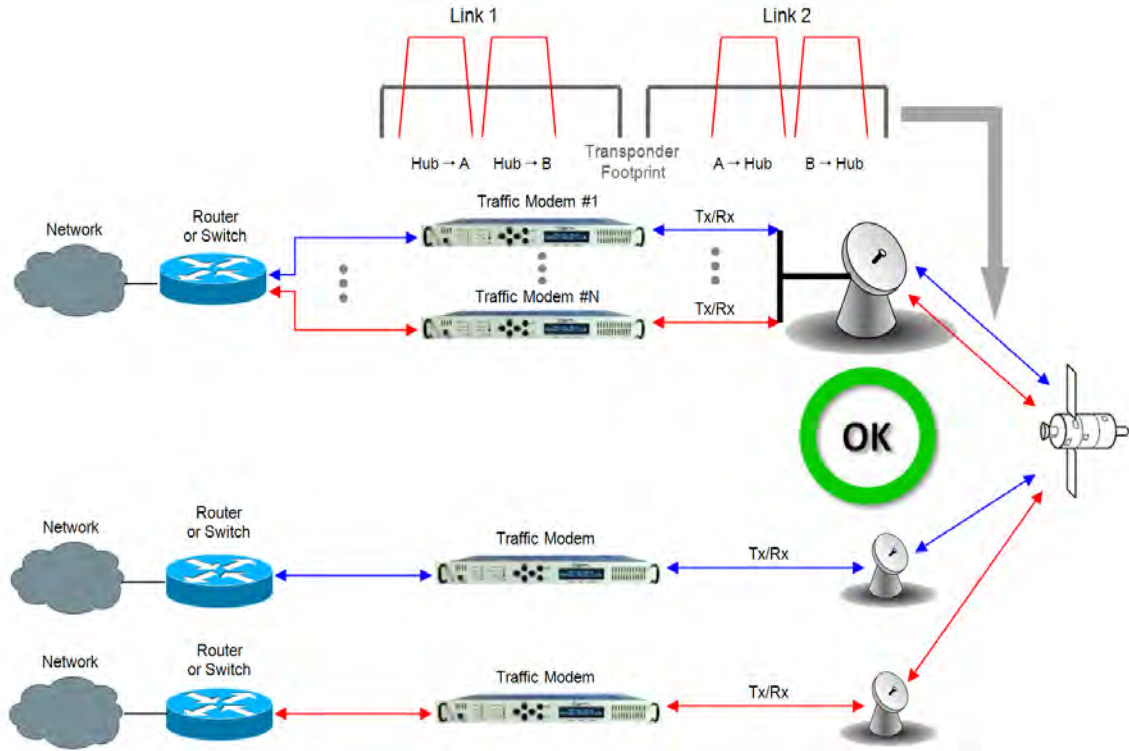 Link 1
Link 2
Hub → A
Hub → B
Transponder
Footprint
A → Hub
B → Hub
Network
Router
or Switch
Traffic Modem #1
Tx/Rx
Traffic Modem #N
Tx/Rx
OK
Network
Router
or Switch
Traffic Modem
Tx/Rx
Network
Router
or Switch
Traffic Modem
Tx/Rx